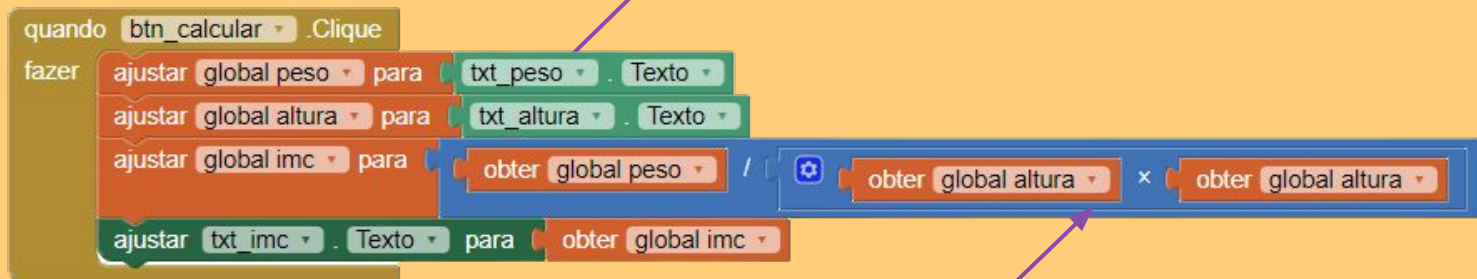 quando btn_calcular .Clique
fazer ajustar global peso para txt_peso . Texto
ajustar global altura para txt_altura . Texto
ajustar global imc para obter global peso / obter global altura × obter global altura
ajustar txt_imc . Texto para obter global imc